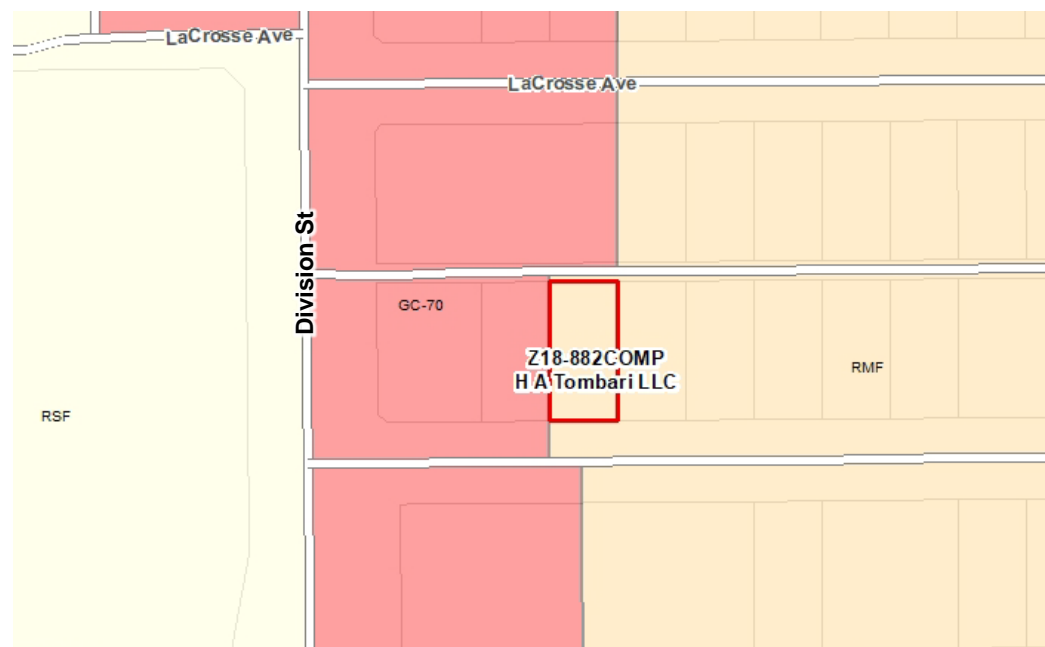 LaCrosse Ave
LaCrosse Ave
Division St
GC-70
Z18-882COMP
H A Tombari LLC
RMF
RSF